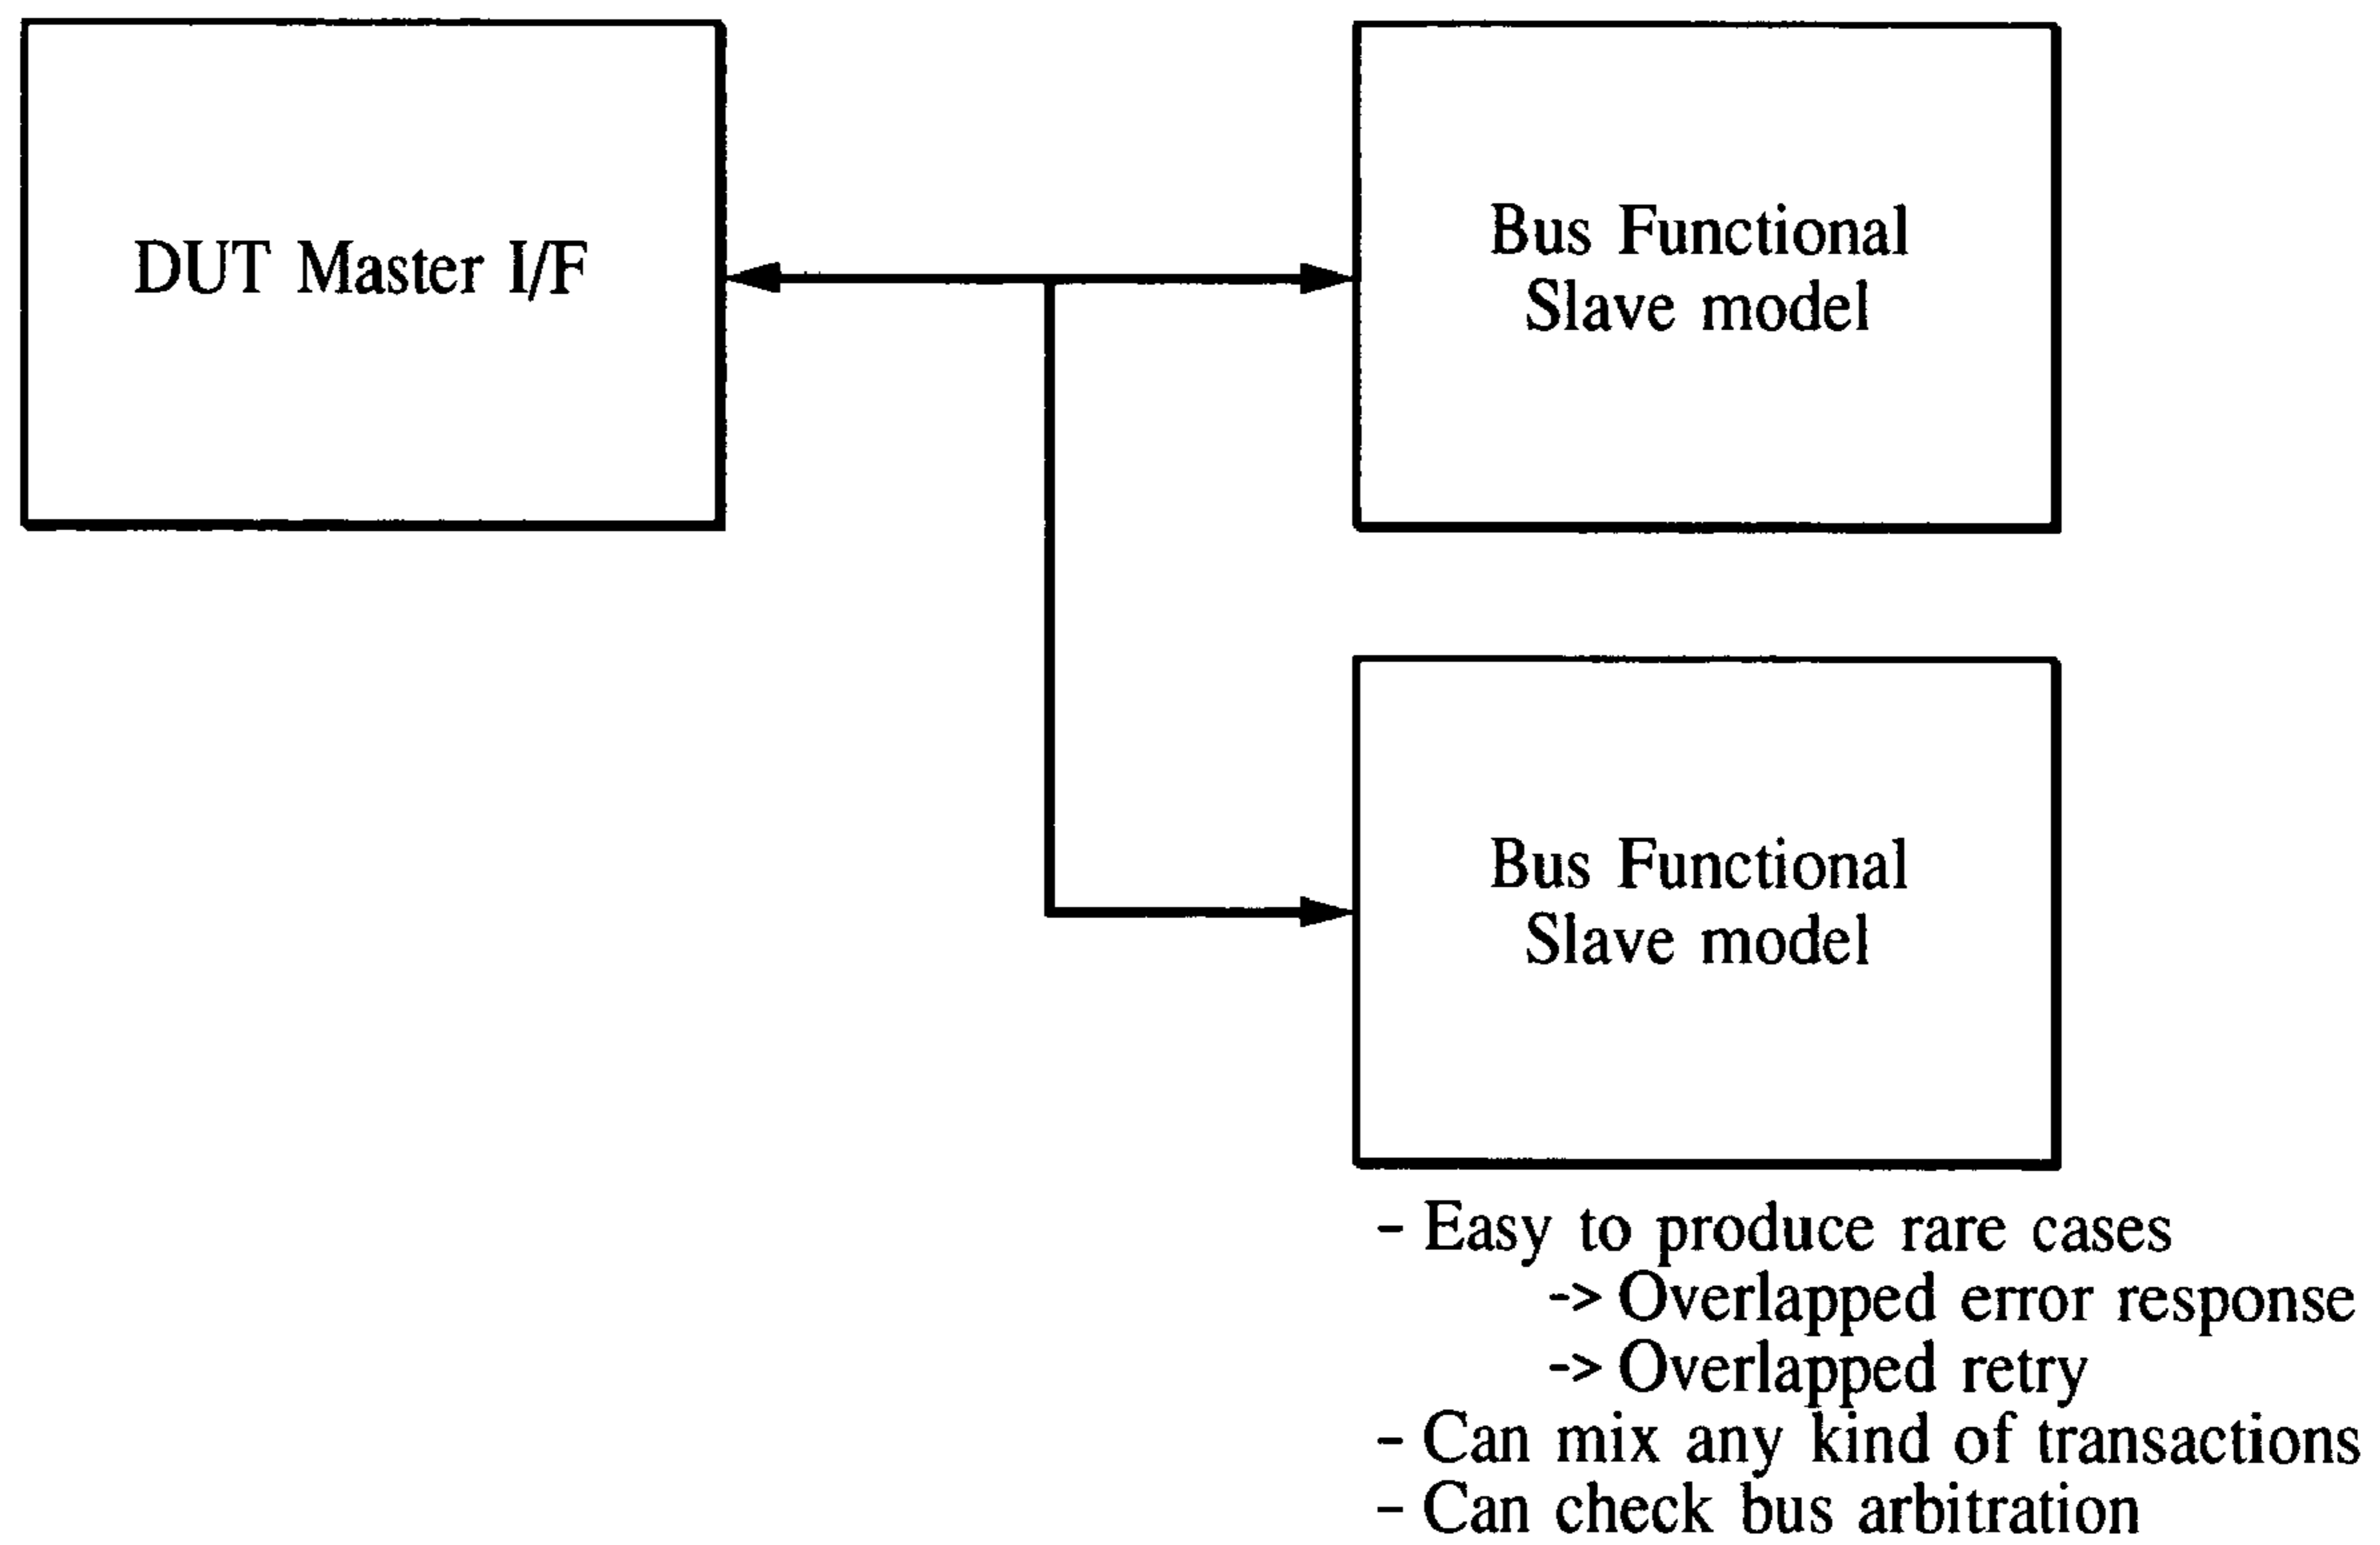 DUT Master I/F
Bus Functional
Slave model
Bus Functional
Slave model
- Easy to produce rare cases
-> Overlapped error response
-> Overlapped retry
- Can mix any kind of transactions
- Can check bus arbitration